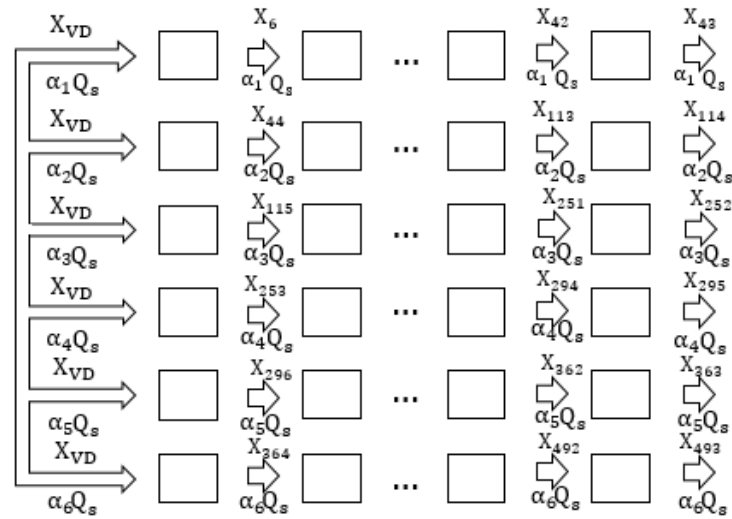 X_VD X_6 X_42 X_43
...
α_1Q_s α_1 Q_s α_1 Q_s α_1 Q_s
X_VD X_44 X_113 X_114
...
α_2Q_s α_2Q_s α_2Q_s α_2Q_s
X_VD X_115 X_251 X_252
...
α_3Q_s α_3Q_s α_3Q_s α_3Q_s
X_VD X_253 X_294 X_295
...
α_4Q_s α_4Q_s α_4Q_s α_4Q_s
X_VD X_296 X_362 X_363
...
α_5Q_s α_5Q_s α_5Q_s α_5Q_s
X_VD X_364 X_492 X_493
...
α_6Q_s α_6Q_s α_6Q_s α_6Q_s